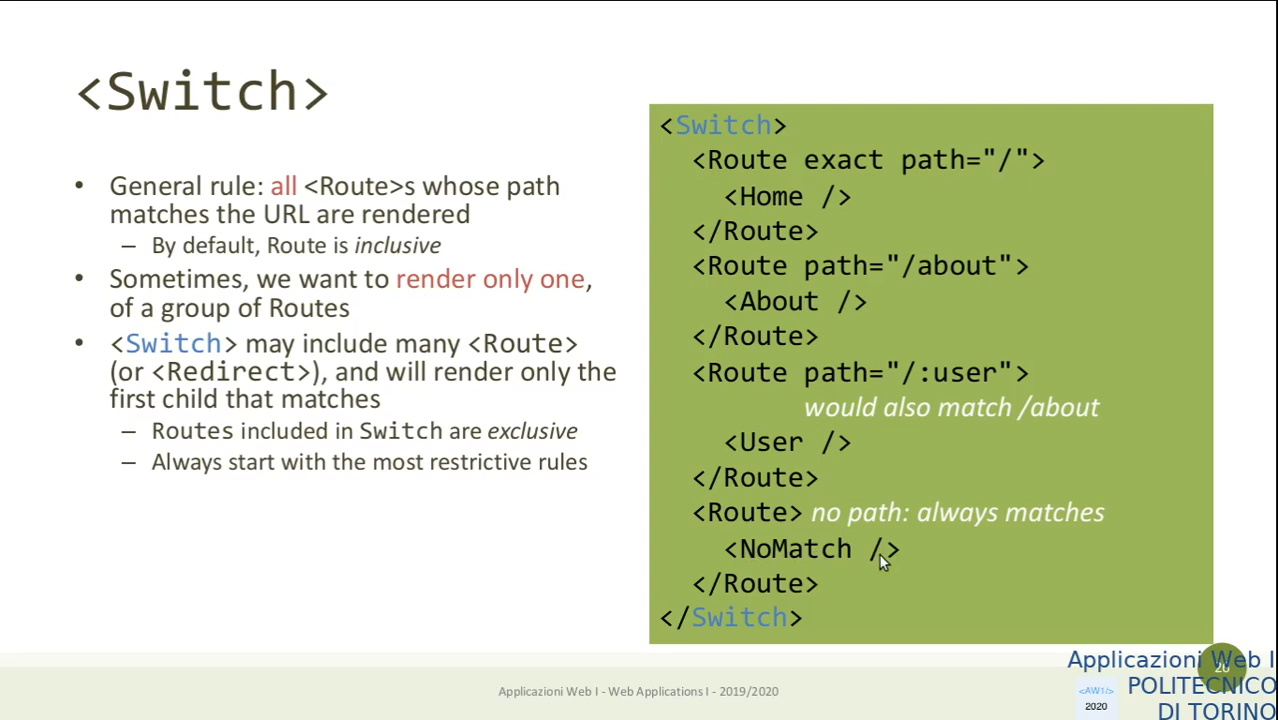 <Switch>
• General rule: all <Route>s whose path
matches the URL are rendered
– By default, Route is inclusive
• Sometimes, we want to render only one,
of a group of Routes
• <Switch> may include many <Route>
(or <Redirect>), and will render only the
first child that matches
– Routes included in Switch are exclusive
– Always start with the most restrictive rules
<Switch>
<Route exact path="/">
<Home />
</Route>
<Route path="/about">
<About />
</Route>
<Route path="/:user">
would also match /about
<User />
</Route>
<Route> no path: always matches
<NoMatch />
</Route>
</Switch>
Applicazioni Web I - Web Applications I - 2019/2020
Applicazioni Web I
POLITECNICO
DI TORINO
<AW1/>
2020